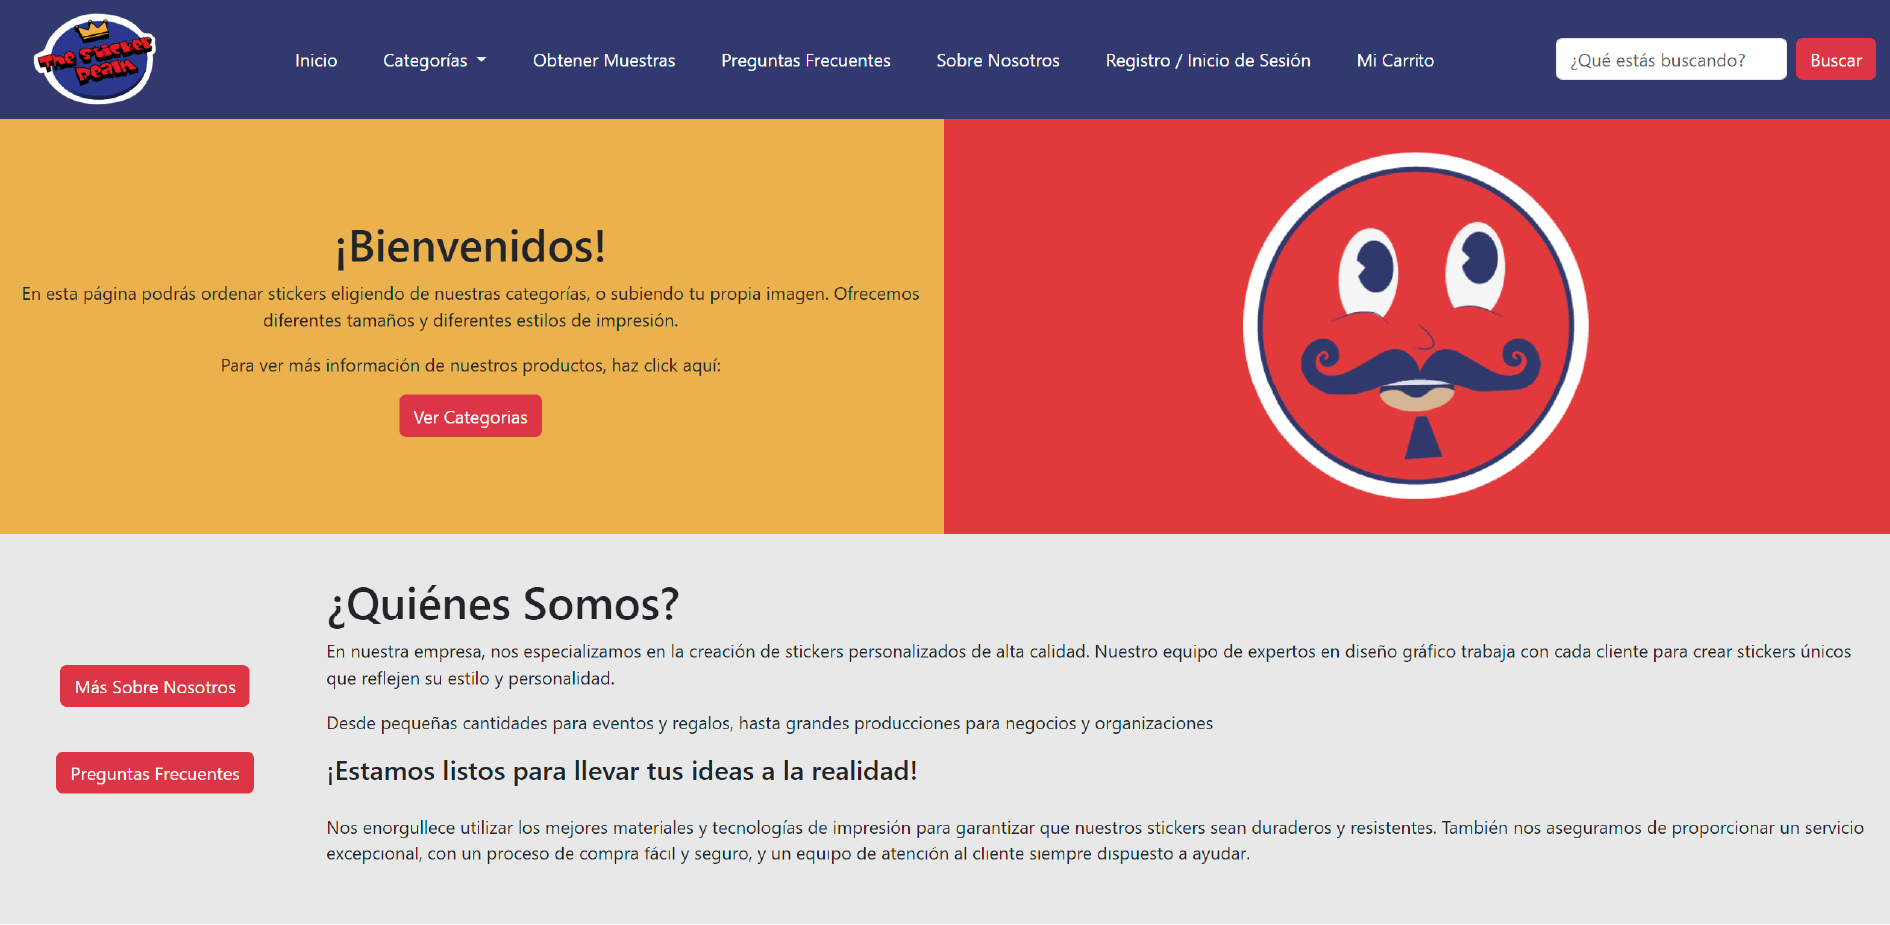 The Sticker
Realm
Inicio
Categorías
Obtener Muestras
Preguntas Frecuentes
Sobre Nosotros
Registro / Inicio de Sesión
Mi Carrito
¿Qué estás buscando?
Buscar
¡Bienvenidos!
En esta página podrás ordenar stickers eligiendo de nuestras categorías, o subiendo tu propia imagen. Ofrecemos
diferentes tamaños y diferentes estilos de impresión.
Para ver más información de nuestros productos, haz click aquí:
Ver Categorias
¿Quiénes Somos?
En nuestra empresa, nos especializamos en la creación de stickers personalizados de alta calidad. Nuestro equipo de expertos en diseño gráfico trabaja con cada cliente para crear stickers únicos
que reflejen su estilo y personalidad.
Desde pequeñas cantidades para eventos y regalos, hasta grandes producciones para negocios y organizaciones
¡Estamos listos para llevar tus ideas a la realidad!
Nos enorgullece utilizar los mejores materiales y tecnologías de impresión para garantizar que nuestros stickers sean duraderos y resistentes. También nos aseguramos de proporcionar un servicio
excepcional, con un proceso de compra fácil y seguro, y un equipo de atención al cliente siempre dispuesto a ayudar.
Más Sobre Nosotros
Preguntas Frecuentes